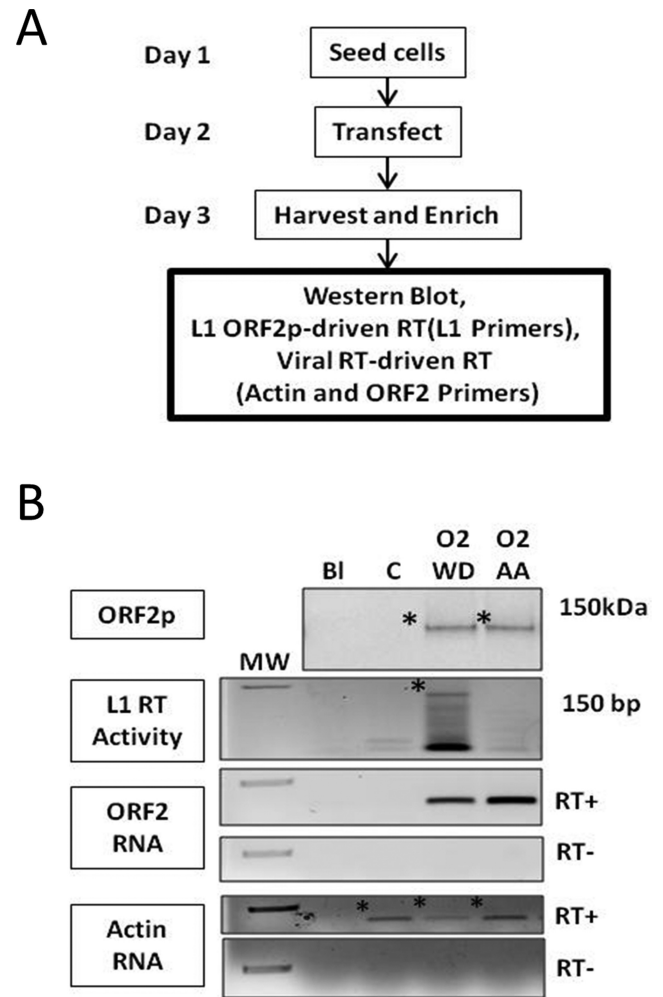 A
Day 1
Seed cells
Day 2
Transfect
Day 3
Harvest and Enrich
Western Blot,
L1 ORF2p-driven RT(L1 Primers),
Viral RT-driven RT
(Actin and ORF2 Primers)
B
O2 O2
Bl C WD AA
ORF2p * * 150kDa
MW
L1 RT * 150 bp
Activity
ORF2 RT+
RNA RT-
Actin * * * RT+
RNA RT-